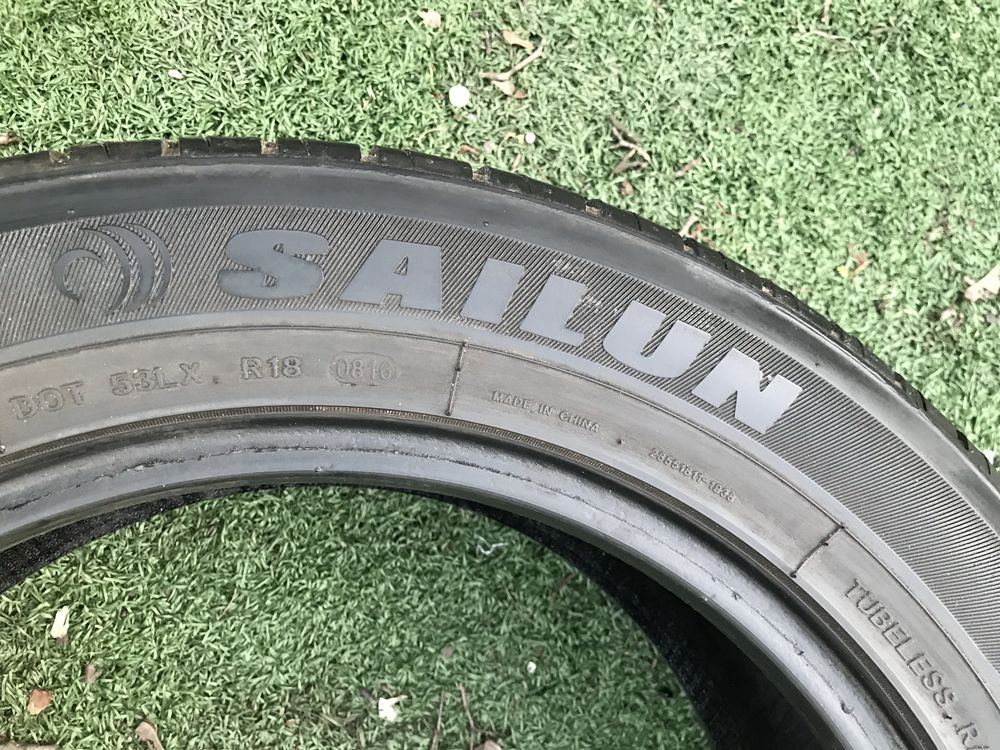 SAILUN
DOT 53LX R18 0816
MADE IN CHINA
TUBELESS